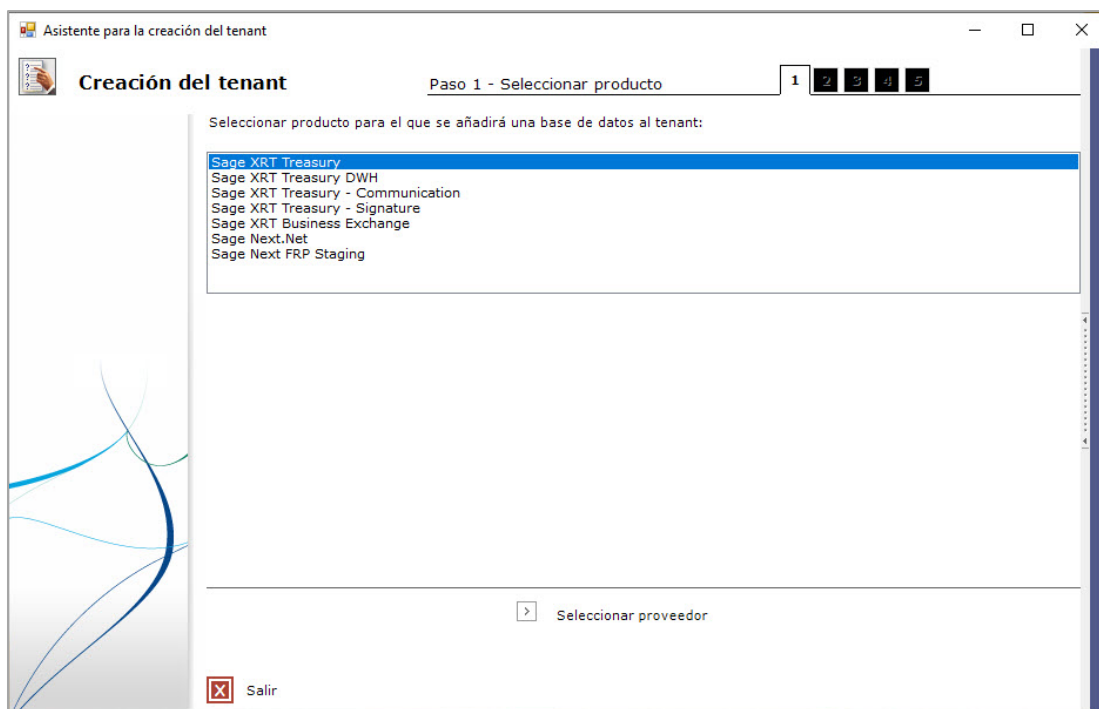 Asistente para la creación del tenant
Creación del tenant
Paso 1 - Seleccionar producto
1 2 3 4 5
Seleccionar producto para el que se añadirá una base de datos al tenant:
Sage XRT Treasury
Sage XRT Treasury DWH
Sage XRT Treasury - Communication
Sage XRT Treasury - Signature
Sage XRT Business Exchange
Sage Next.Net
Sage Next FRP Staging
Seleccionar proveedor
Salir